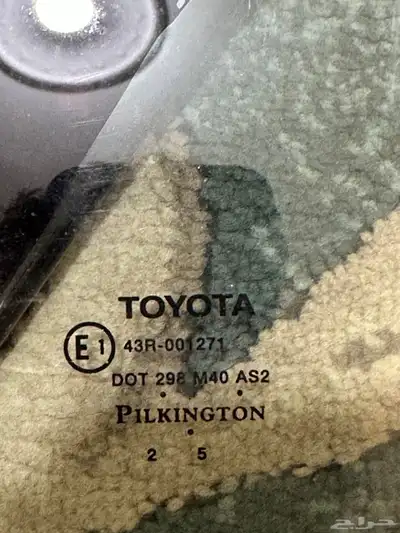 TOYOTA
E1 43R-001271
DOT 298 M40 AS2
PILKINGTON
2 5
حراج